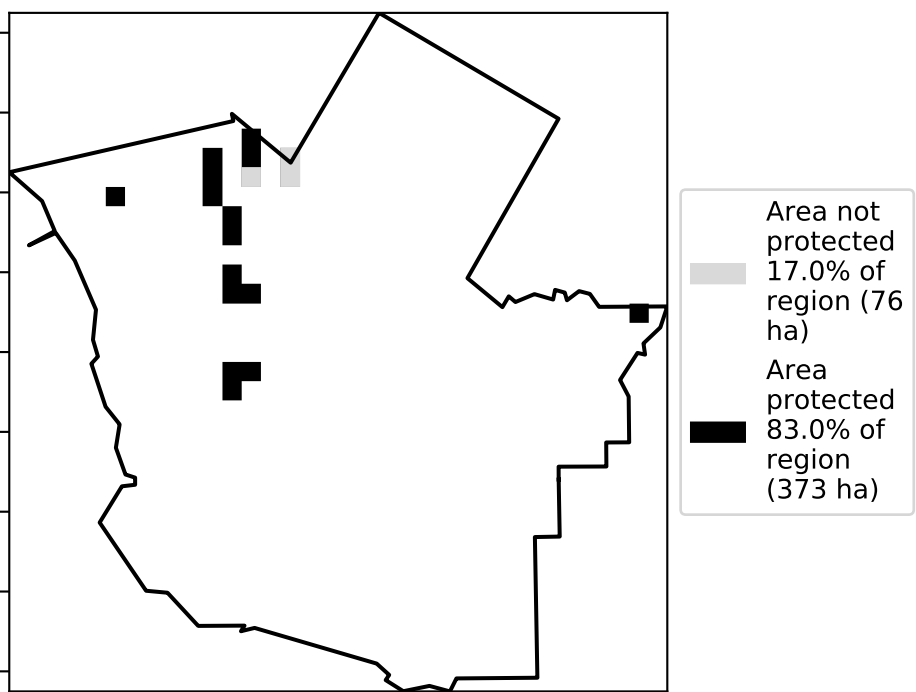 Area not
protected
17.0% of
region (76
ha)
Area
protected
83.0% of
region
(373 ha)